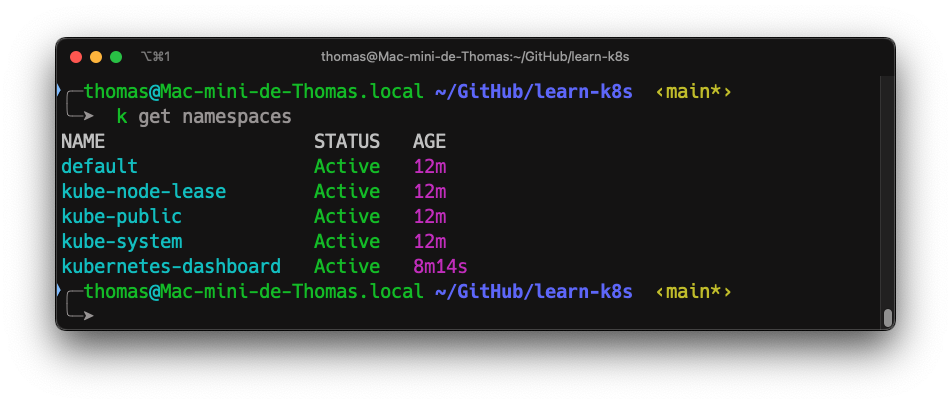 ⌥⌘1 thomas@Mac-mini-de-Thomas:~/GitHub/learn-k8s
╭─thomas@Mac-mini-de-Thomas.local ~/GitHub/learn-k8s ‹main*›
╰─➤ k get namespaces
NAME STATUS AGE
default Active 12m
kube-node-lease Active 12m
kube-public Active 12m
kube-system Active 12m
kubernetes-dashboard Active 8m14s
╭─thomas@Mac-mini-de-Thomas.local ~/GitHub/learn-k8s ‹main*›
╰─➤